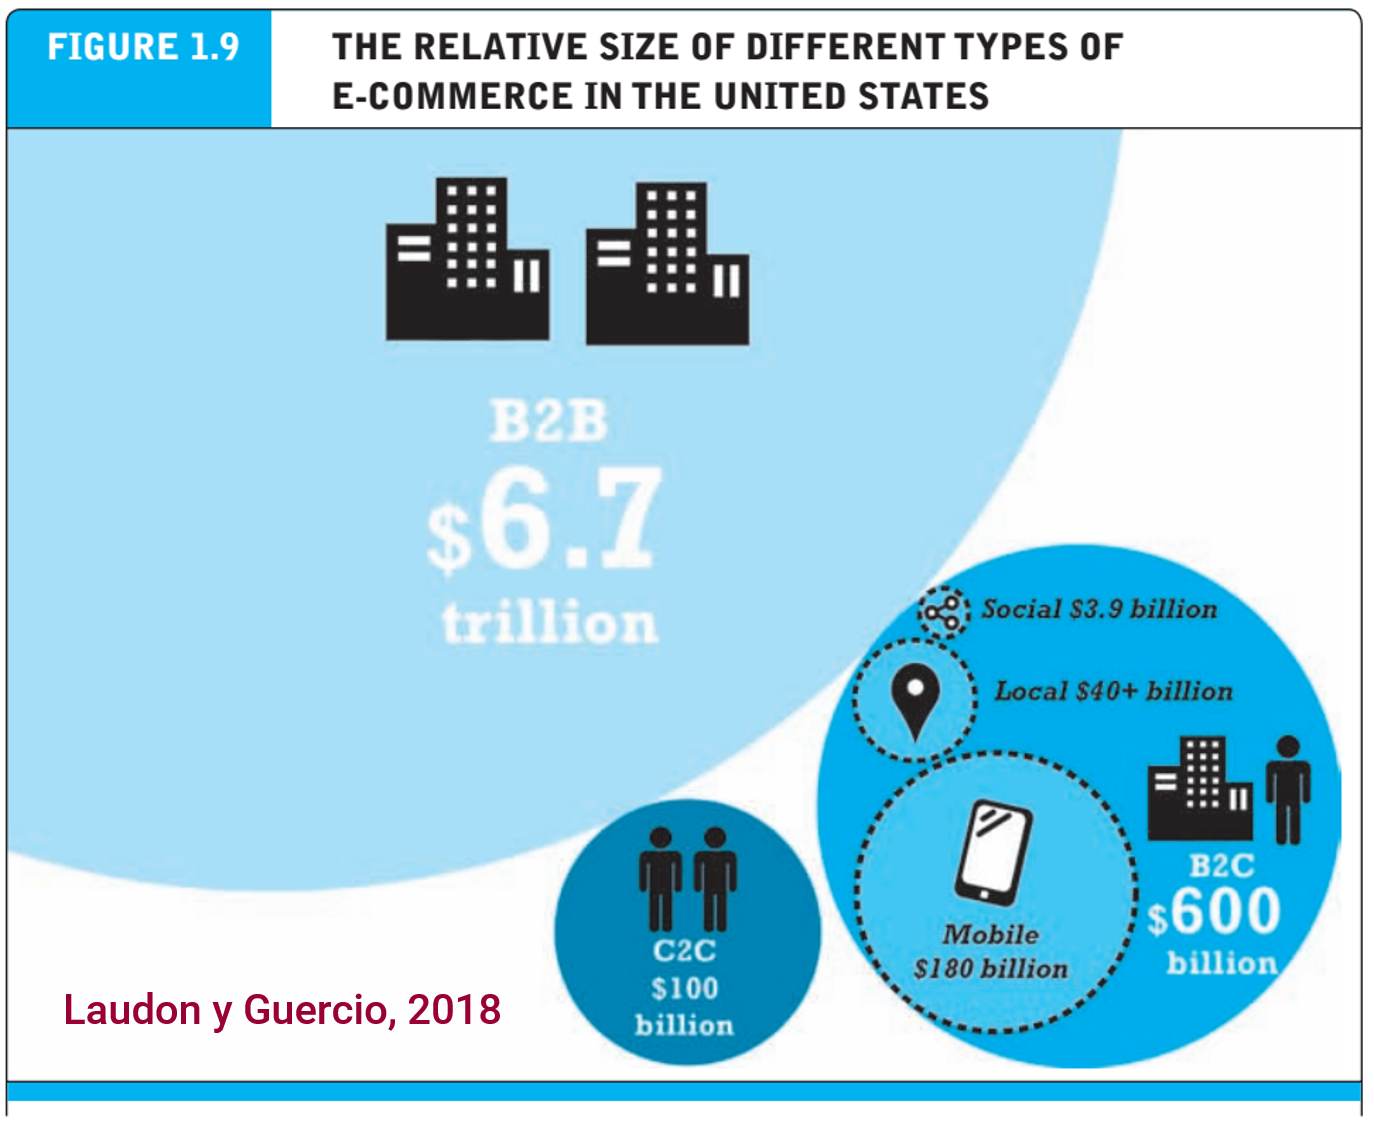 FIGURE 1.9
THE RELATIVE SIZE OF DIFFERENT TYPES OF
E-COMMERCE IN THE UNITED STATES
B2B
$6.7
trillion
Social $3.9 billion
Local $40+ billion
B2C
$600
billion
Mobile
$180 billion
C2C
$100
billion
Laudon y Guercio, 2018